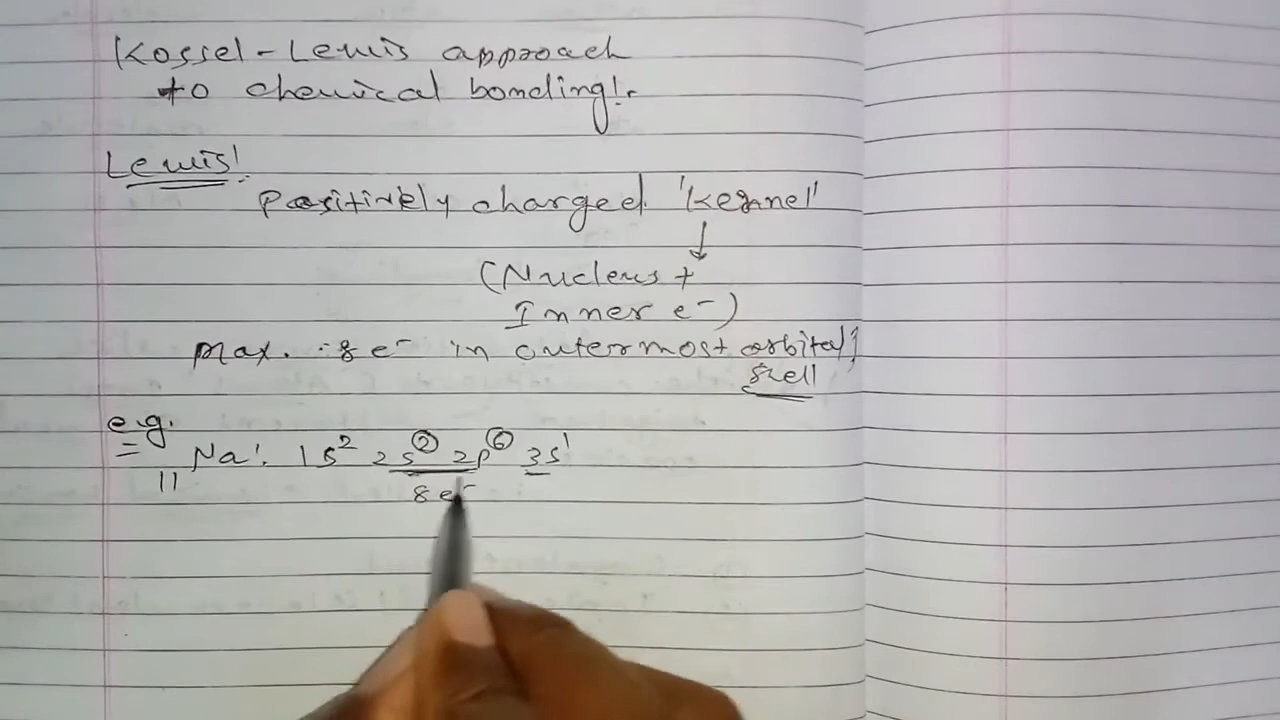 Kossel-Lewis approach
to chemical bonding:-
Lewis:
Positively charged 'kernel'
↓
(Nucleus +
Inner e⁻)
max. 8 e⁻ in outermost orbital/
shell
e.g.
₁₁Na: 1s² 2s² 2p⁶ 3s¹
8e⁻